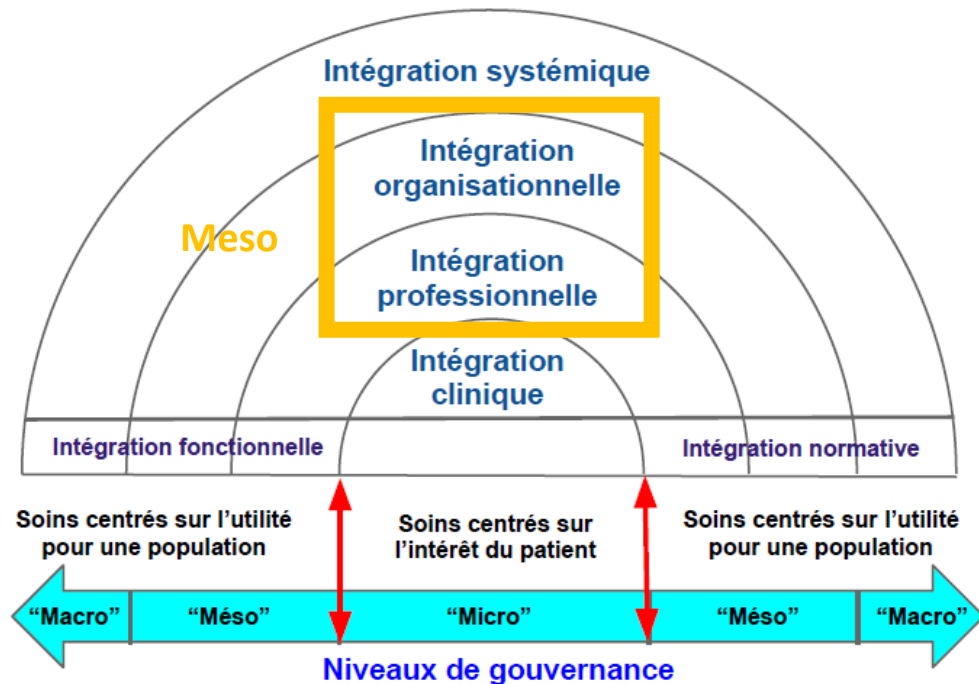 Intégration systémique
Intégration
organisationnelle
Meso
Intégration
professionnelle
Intégration
clinique
Intégration fonctionnelle
Intégration normative
Soins centrés sur l'utilité
pour une population
Soins centrés sur
l'intérêt du patient
Soins centrés sur l'utilité
pour une population
“Macro”
“Méso”
“Micro”
“Méso”
“Macro”
Niveaux de gouvernance